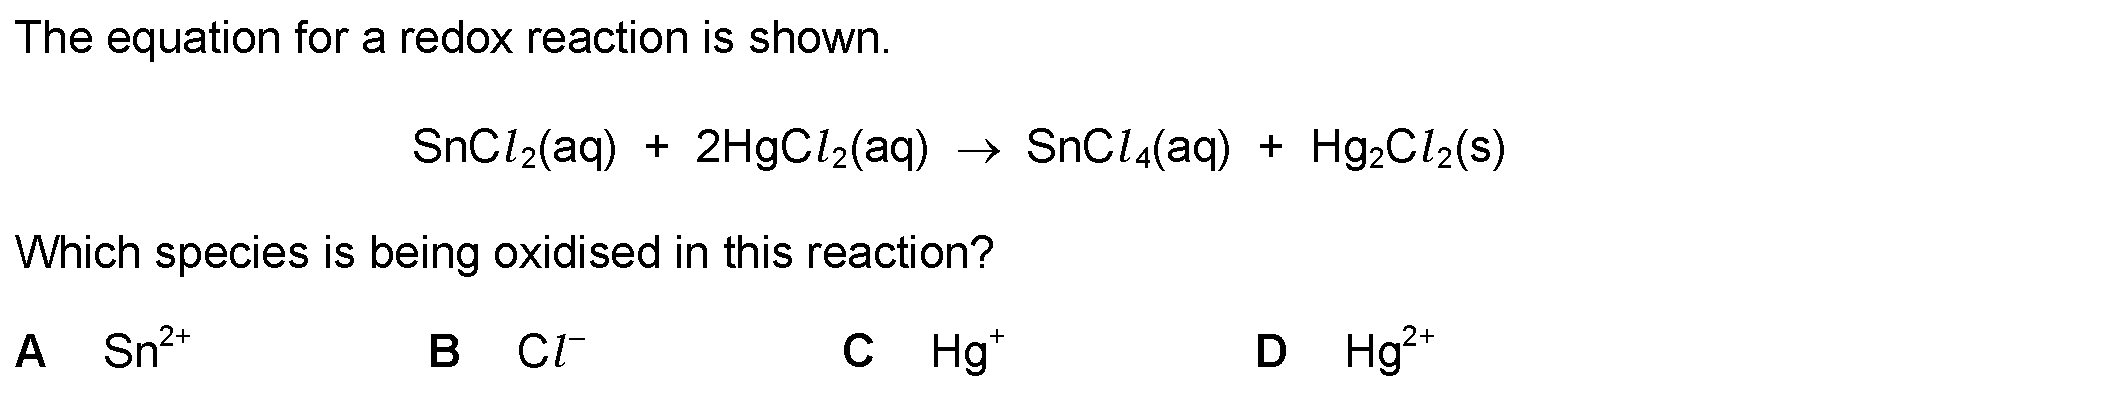 The equation for a redox reaction is shown.
SnCl₂(aq) + 2HgCl₂(aq) → SnCl₄(aq) + Hg₂Cl₂(s)
Which species is being oxidised in this reaction?
A Sn²⁺ B Cl⁻ C Hg⁺ D Hg²⁺